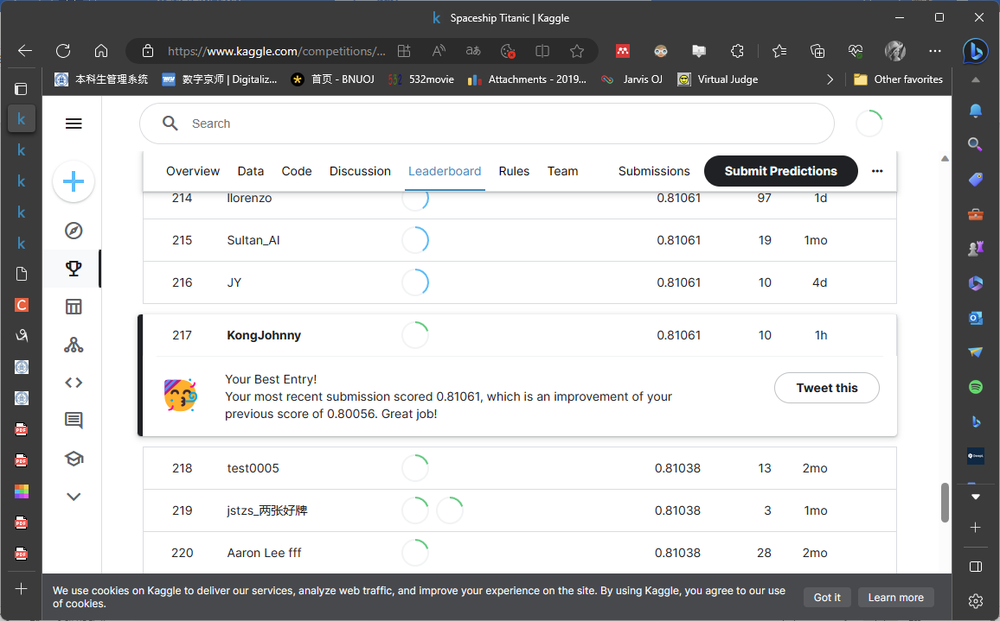 Spaceship Titanic | Kaggle
https://www.kaggle.com/competitions/...
本科生管理系统
数字京师 | Digitaliz...
首页 - BNUOJ
532movie
Attachments - 2019...
Jarvis OJ
Virtual Judge
Other favorites
Search
Overview Data Code Discussion Leaderboard Rules Team Submissions Submit Predictions
214 llorenzo 0.81061 97 1d
215 Sultan_AI 0.81061 19 1mo
216 JY 0.81061 10 4d
217 KongJohnny 0.81061 10 1h
Your Best Entry!
Your most recent submission scored 0.81061, which is an improvement of your
previous score of 0.80056. Great job!
Tweet this
218 test0005 0.81038 13 2mo
219 jstzs_两张好牌 0.81038 3 1mo
220 Aaron Lee fff 0.81038 28 2mo
We use cookies on Kaggle to deliver our services, analyze web traffic, and improve your experience on the site. By using Kaggle, you agree to our use
of cookies.
Got it
Learn more